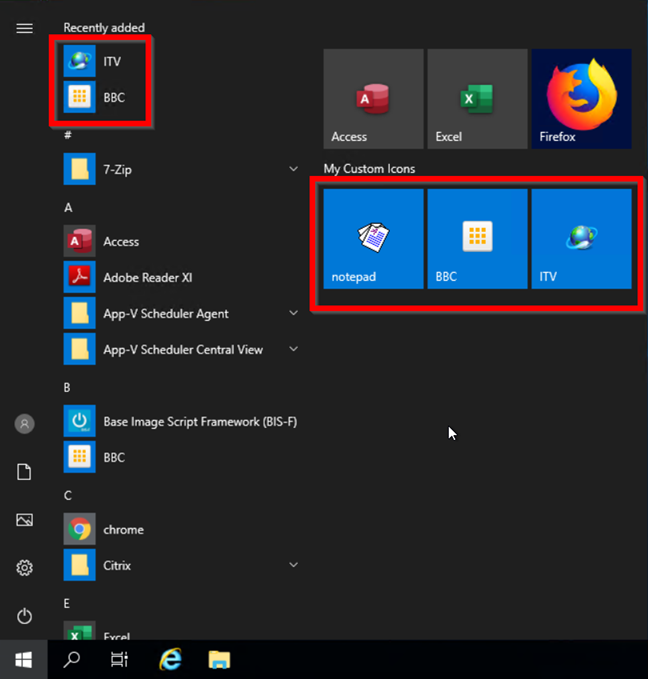 Recently added
ITV
BBC
#
7-Zip
A
Access
Adobe Reader XI
App-V Scheduler Agent
App-V Scheduler Central View
B
Base Image Script Framework (BIS-F)
BBC
C
chrome
Citrix
E
Excel
Access
Excel
Firefox
My Custom Icons
notepad
BBC
ITV